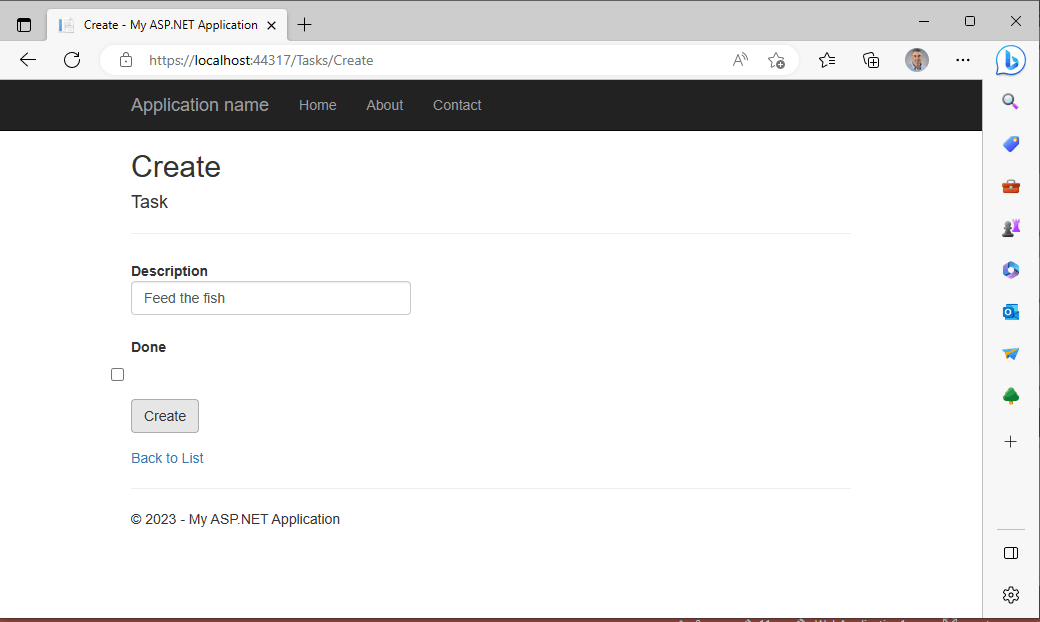 Create - My ASP.NET Application
https://localhost:44317/Tasks/Create
Application name Home About Contact
Create
Task
Description
Feed the fish
Done
Create
Back to List
© 2023 - My ASP.NET Application